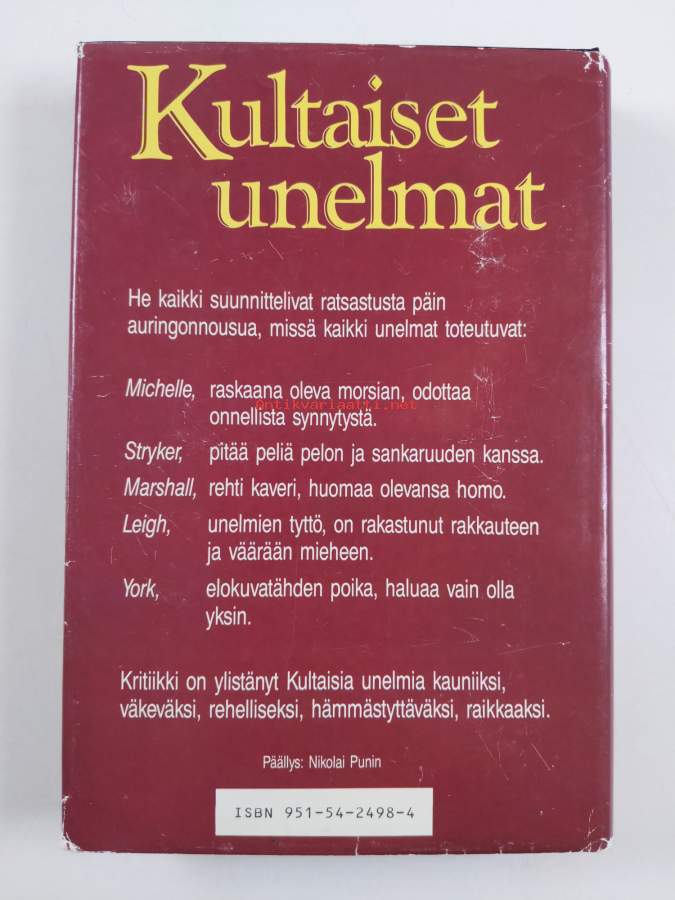 Kultaiset
unelmat
He kaikki suunnittelivat ratsastusta päin
auringonnousua, missä kaikki unelmat toteutuvat:
Michelle, raskaana oleva morsian, odottaa
antikvariaatti.net
onnellista synnytystä.
Stryker, pitää peliä pelon ja sankaruuden kanssa.
Marshall, rehti kaveri, huomaa olevansa homo.
Leigh, unelmien tyttö, on rakastunut rakkauteen
ja väärään mieheen.
York, elokuvatähden poika, haluaa vain olla
yksin.
Kritiikki on ylistänyt Kultaisia unelmia kauniiksi,
väkeväksi, rehelliseksi, hämmästyttäväksi, raikkaaksi.
Päällys: Nikolai Punin
ISBN 951-54-2498-4